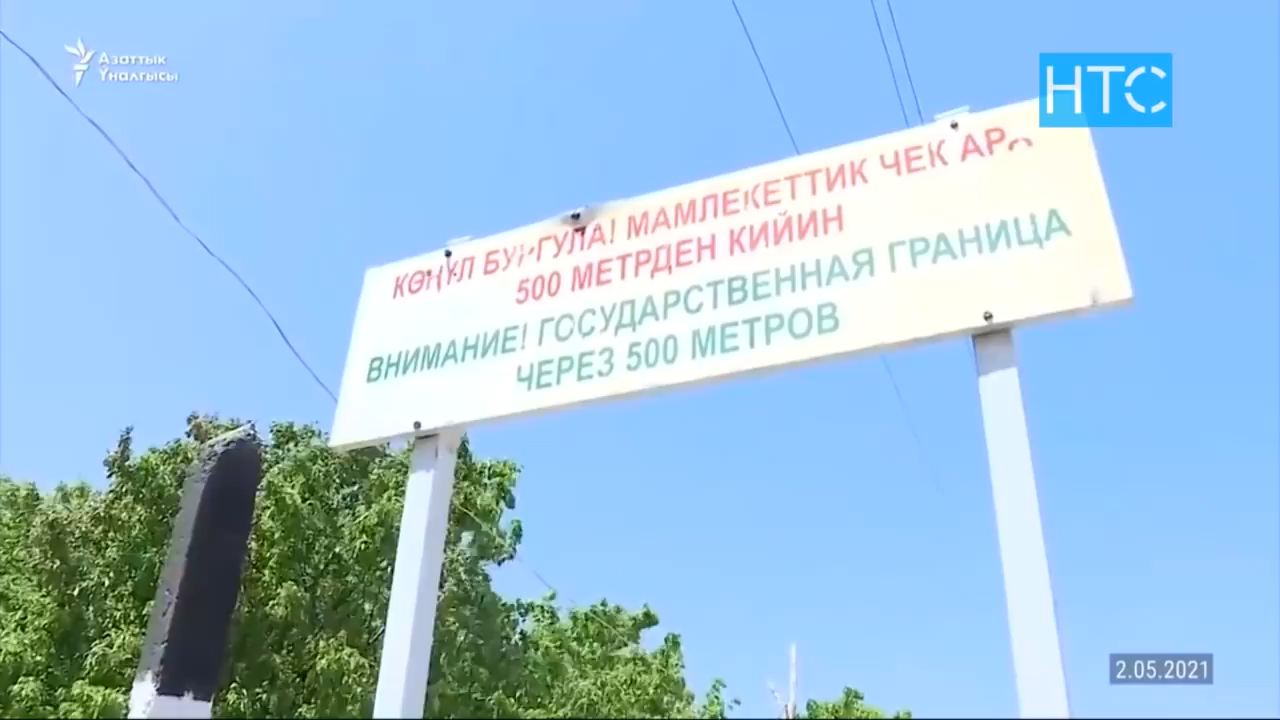 Азаттык
Үналгысы
НТС
КӨҢҮЛ БУРГУЛА! МАМЛЕКЕТТИК ЧЕК АРА
500 МЕТРДЕН КИЙИН
ВНИМАНИЕ! ГОСУДАРСТВЕННАЯ ГРАНИЦА
ЧЕРЕЗ 500 МЕТРОВ
2.05.2021